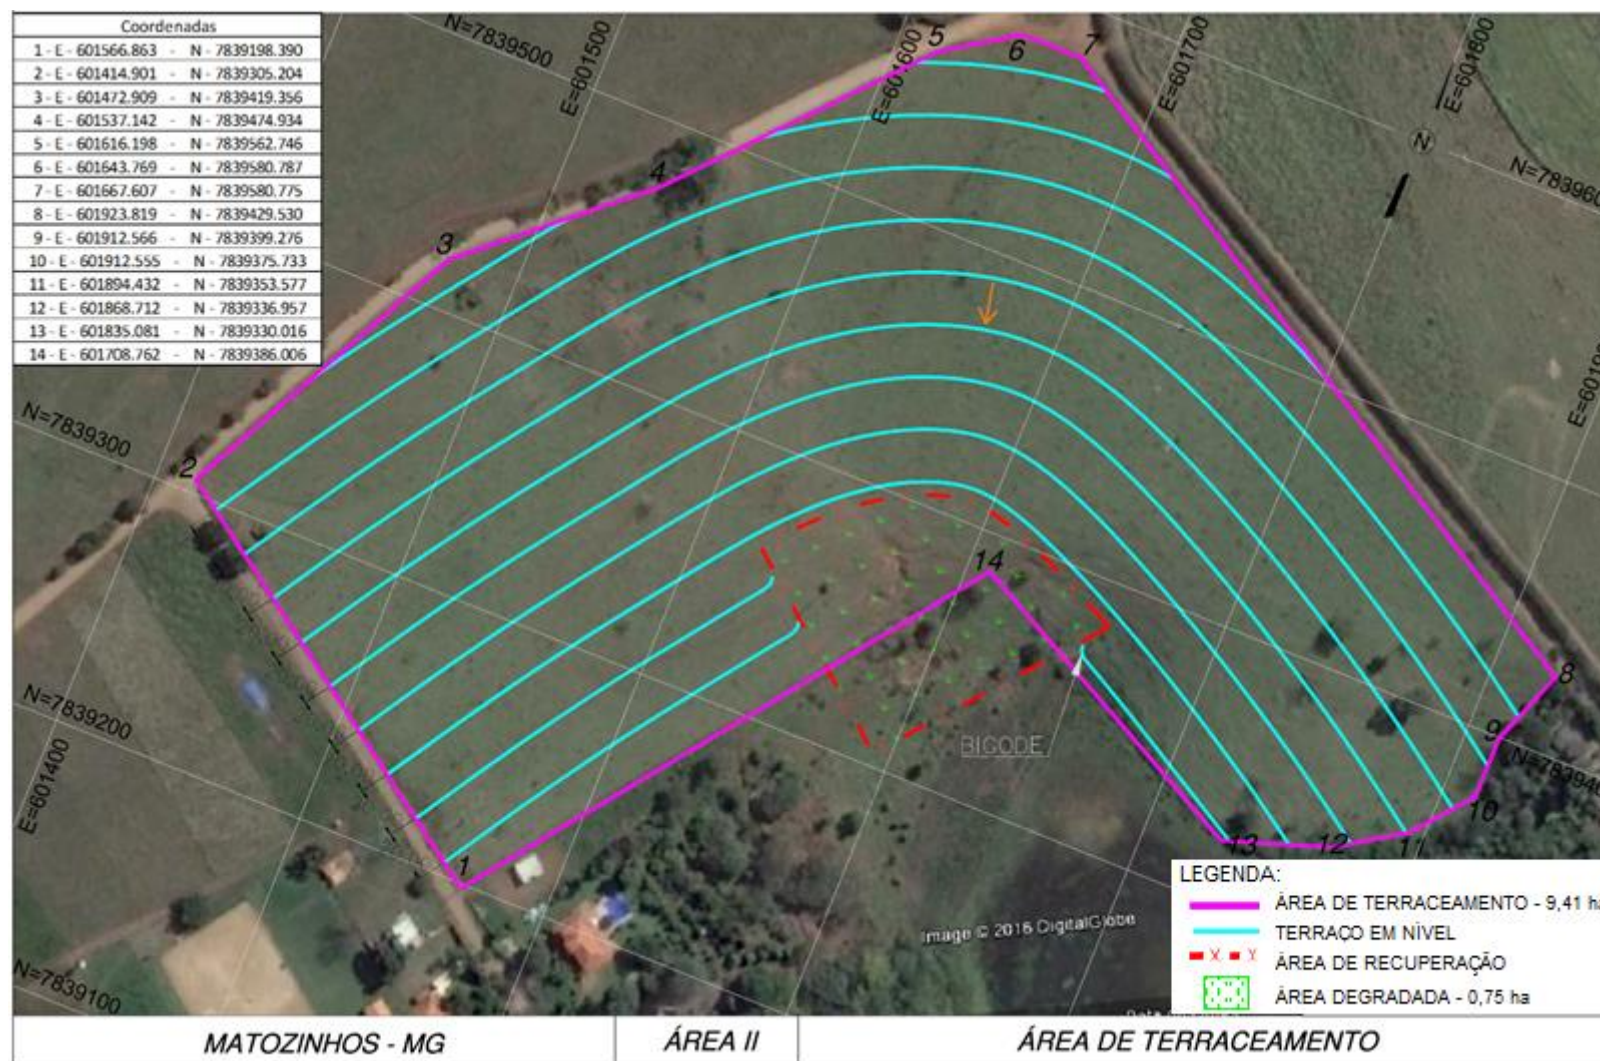 Coordenadas
1 - E - 601566.863 - N - 7839198.390
2 - E - 601414.901 - N - 7839305.204
3 - E - 601472.909 - N - 7839419.356
4 - E - 601537.142 - N - 7839474.934
5 - E - 601616.198 - N - 7839562.746
6 - E - 601643.769 - N - 7839580.787
7 - E - 601667.607 - N - 7839580.775
8 - E - 601923.819 - N - 7839429.530
9 - E - 601912.566 - N - 7839399.276
10 - E - 601912.555 - N - 7839375.733
11 - E - 601894.432 - N - 7839353.577
12 - E - 601868.712 - N - 7839336.957
13 - E - 601835.081 - N - 7839330.016
14 - E - 601708.762 - N - 7839386.006
N=7839500
E=601500
E=601600
E=601700
E=601800
5
6
7
N
N=783960
4
3
E=60190
N=7839300
2
14
8
N=7839200
E=601400
BIGODE
9
N=783940
10
1
13
12
11
N=7839100
Image © 2016 DigitalGlobe
LEGENDA:
ÁREA DE TERRACEAMENTO - 9,41 ha
TERRAÇO EM NÍVEL
X X
ÁREA DE RECUPERAÇÃO
ÁREA DEGRADADA - 0,75 ha
MATOZINHOS - MG
ÁREA II
ÁREA DE TERRACEAMENTO